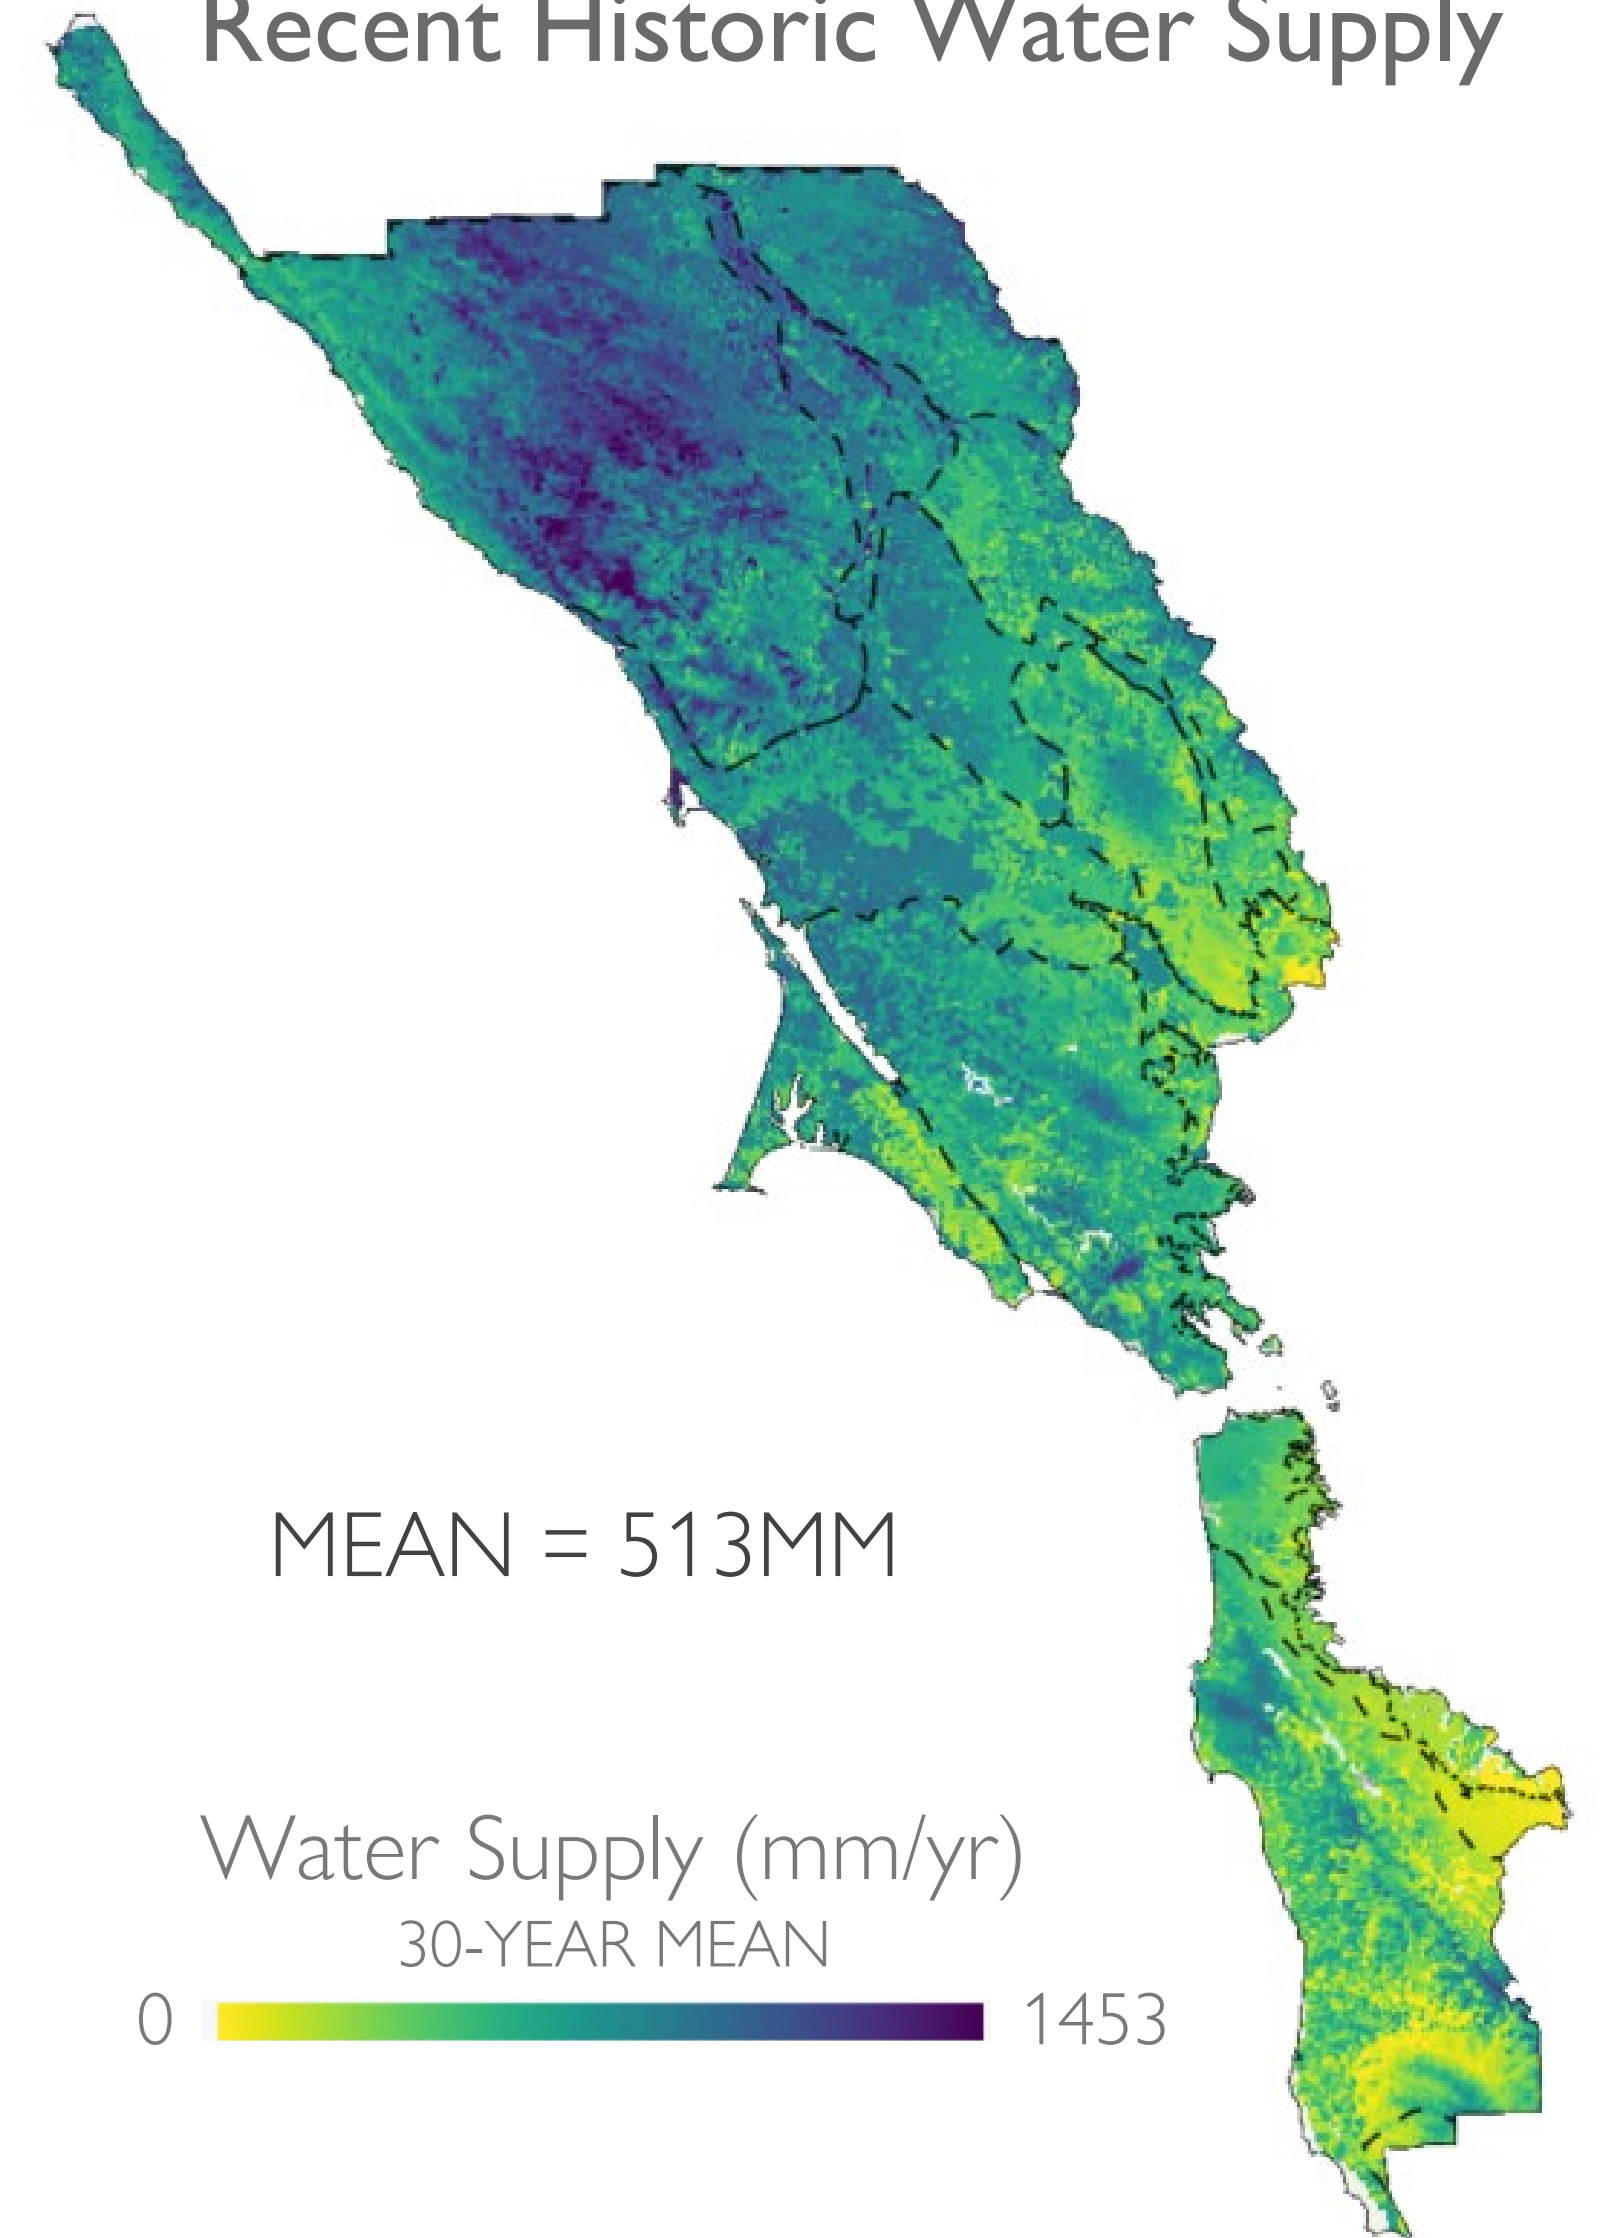 Recent Historic Water Supply
MEAN = 513MM
Water Supply (mm/yr)
30-YEAR MEAN
0 1453